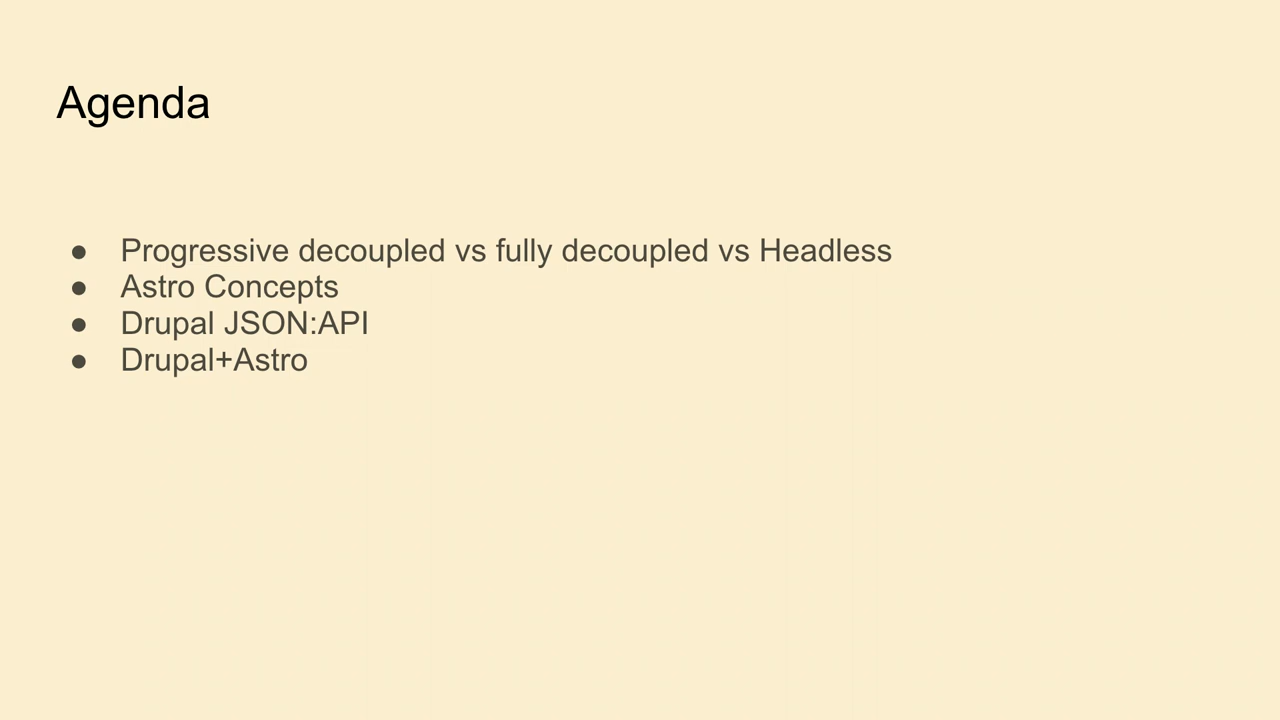 Agenda
● Progressive decoupled vs fully decoupled vs Headless
● Astro Concepts
● Drupal JSON:API
● Drupal+Astro